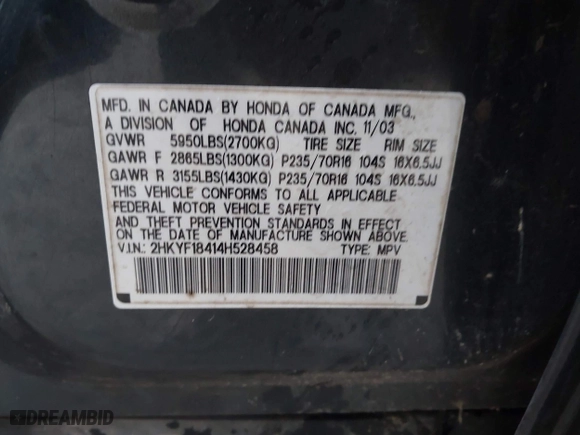 MFD. IN CANADA BY HONDA OF CANADA MFG.,
A DIVISION OF HONDA CANADA INC. 11/03
GVWR 5950LBS(2700KG) TIRE SIZE RIM SIZE
GAWR F 2865LBS(1300KG) P235/70R16 104S 16X6.5JJ
GAWR R 3155LBS(1430KG) P235/70R16 104S 16X6.5JJ
THIS VEHICLE CONFORMS TO ALL APPLICABLE
FEDERAL MOTOR VEHICLE SAFETY
AND THEFT PREVENTION STANDARDS IN EFFECT
ON THE DATE OF MANUFACTURE SHOWN ABOVE.
V.I.N.: 2HKYF18414H528458 TYPE: MPV
DREAMBID